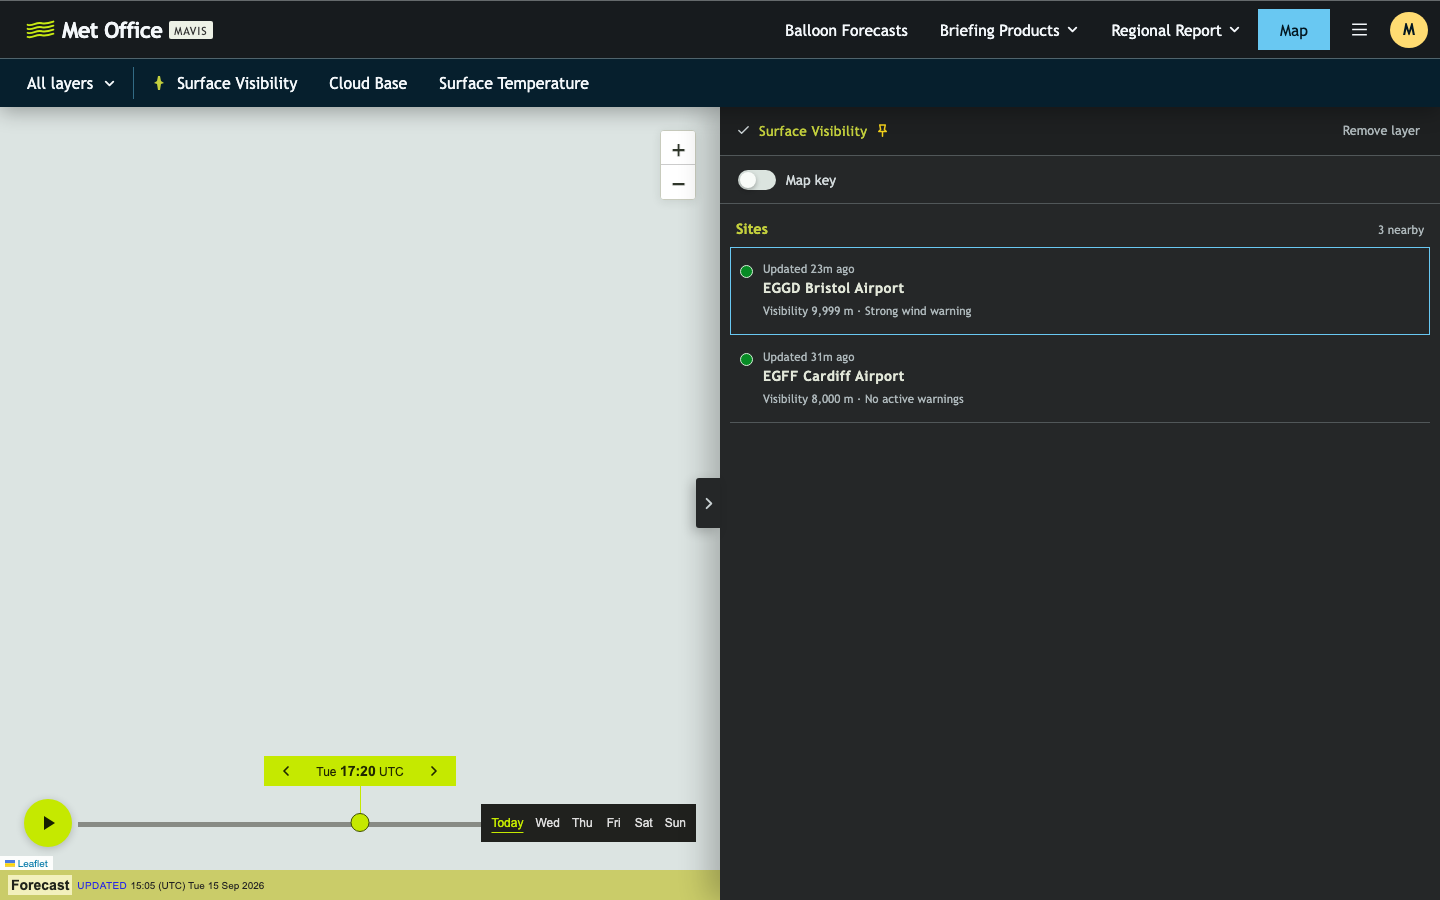 Met Office MAVIS
Balloon Forecasts
Briefing Products
Regional Report
Map
M
All layers
Surface Visibility
Cloud Base
Surface Temperature
+
−
Surface Visibility
Remove layer
Map key
Sites
3 nearby
Updated 23m ago
EGGD Bristol Airport
Visibility 9,999 m · Strong wind warning
Updated 31m ago
EGFF Cardiff Airport
Visibility 8,000 m · No active warnings
Tue 17:20 UTC
Today Wed Thu Fri Sat Sun
Leaflet
Forecast UPDATED 15:05 (UTC) Tue 15 Sep 2026